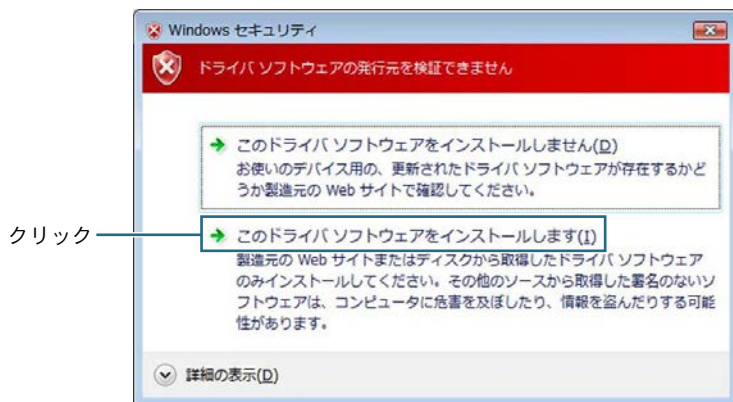 Windows セキュリティ
ドライバ ソフトウェアの発行元を検証できません
このドライバ ソフトウェアをインストールしません(D)
お使いのデバイス用の、更新されたドライバ ソフトウェアが存在するかど
うか製造元の Web サイトで確認してください。
クリック
このドライバ ソフトウェアをインストールします(I)
製造元の Web サイトまたはディスクから取得したドライバ ソフトウェア
のみインストールしてください。その他のソースから取得した署名のないソ
フトウェアは、コンピュータに危害を及ぼしたり、情報を盗んだりする可能
性があります。
詳細の表示(D)